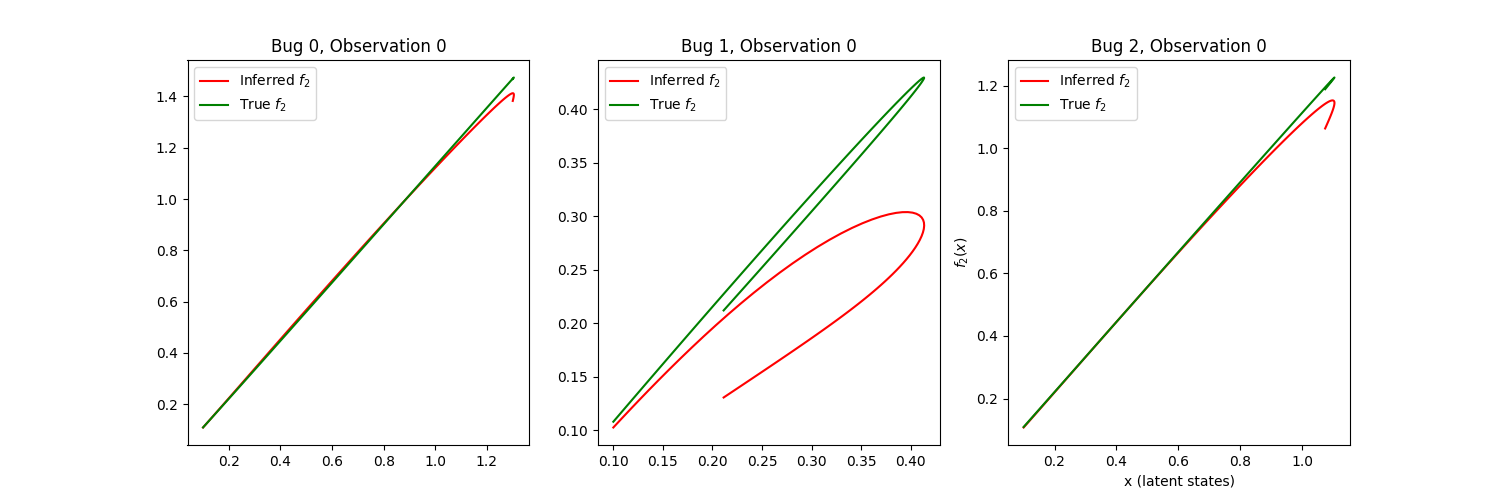 Bug 0, Observation 0
Inferred f₂
True f₂
1.4
1.2
1.0
0.8
0.6
0.4
0.2
0.2 0.4 0.6 0.8 1.0 1.2
Bug 1, Observation 0
Inferred f₂
True f₂
0.40
0.35
0.30
0.25
0.20
0.15
0.10
0.10 0.15 0.20 0.25 0.30 0.35 0.40
Bug 2, Observation 0
Inferred f₂
True f₂
f₂(x)
1.2
1.0
0.8
0.6
0.4
0.2
0.2 0.4 0.6 0.8 1.0
x (latent states)